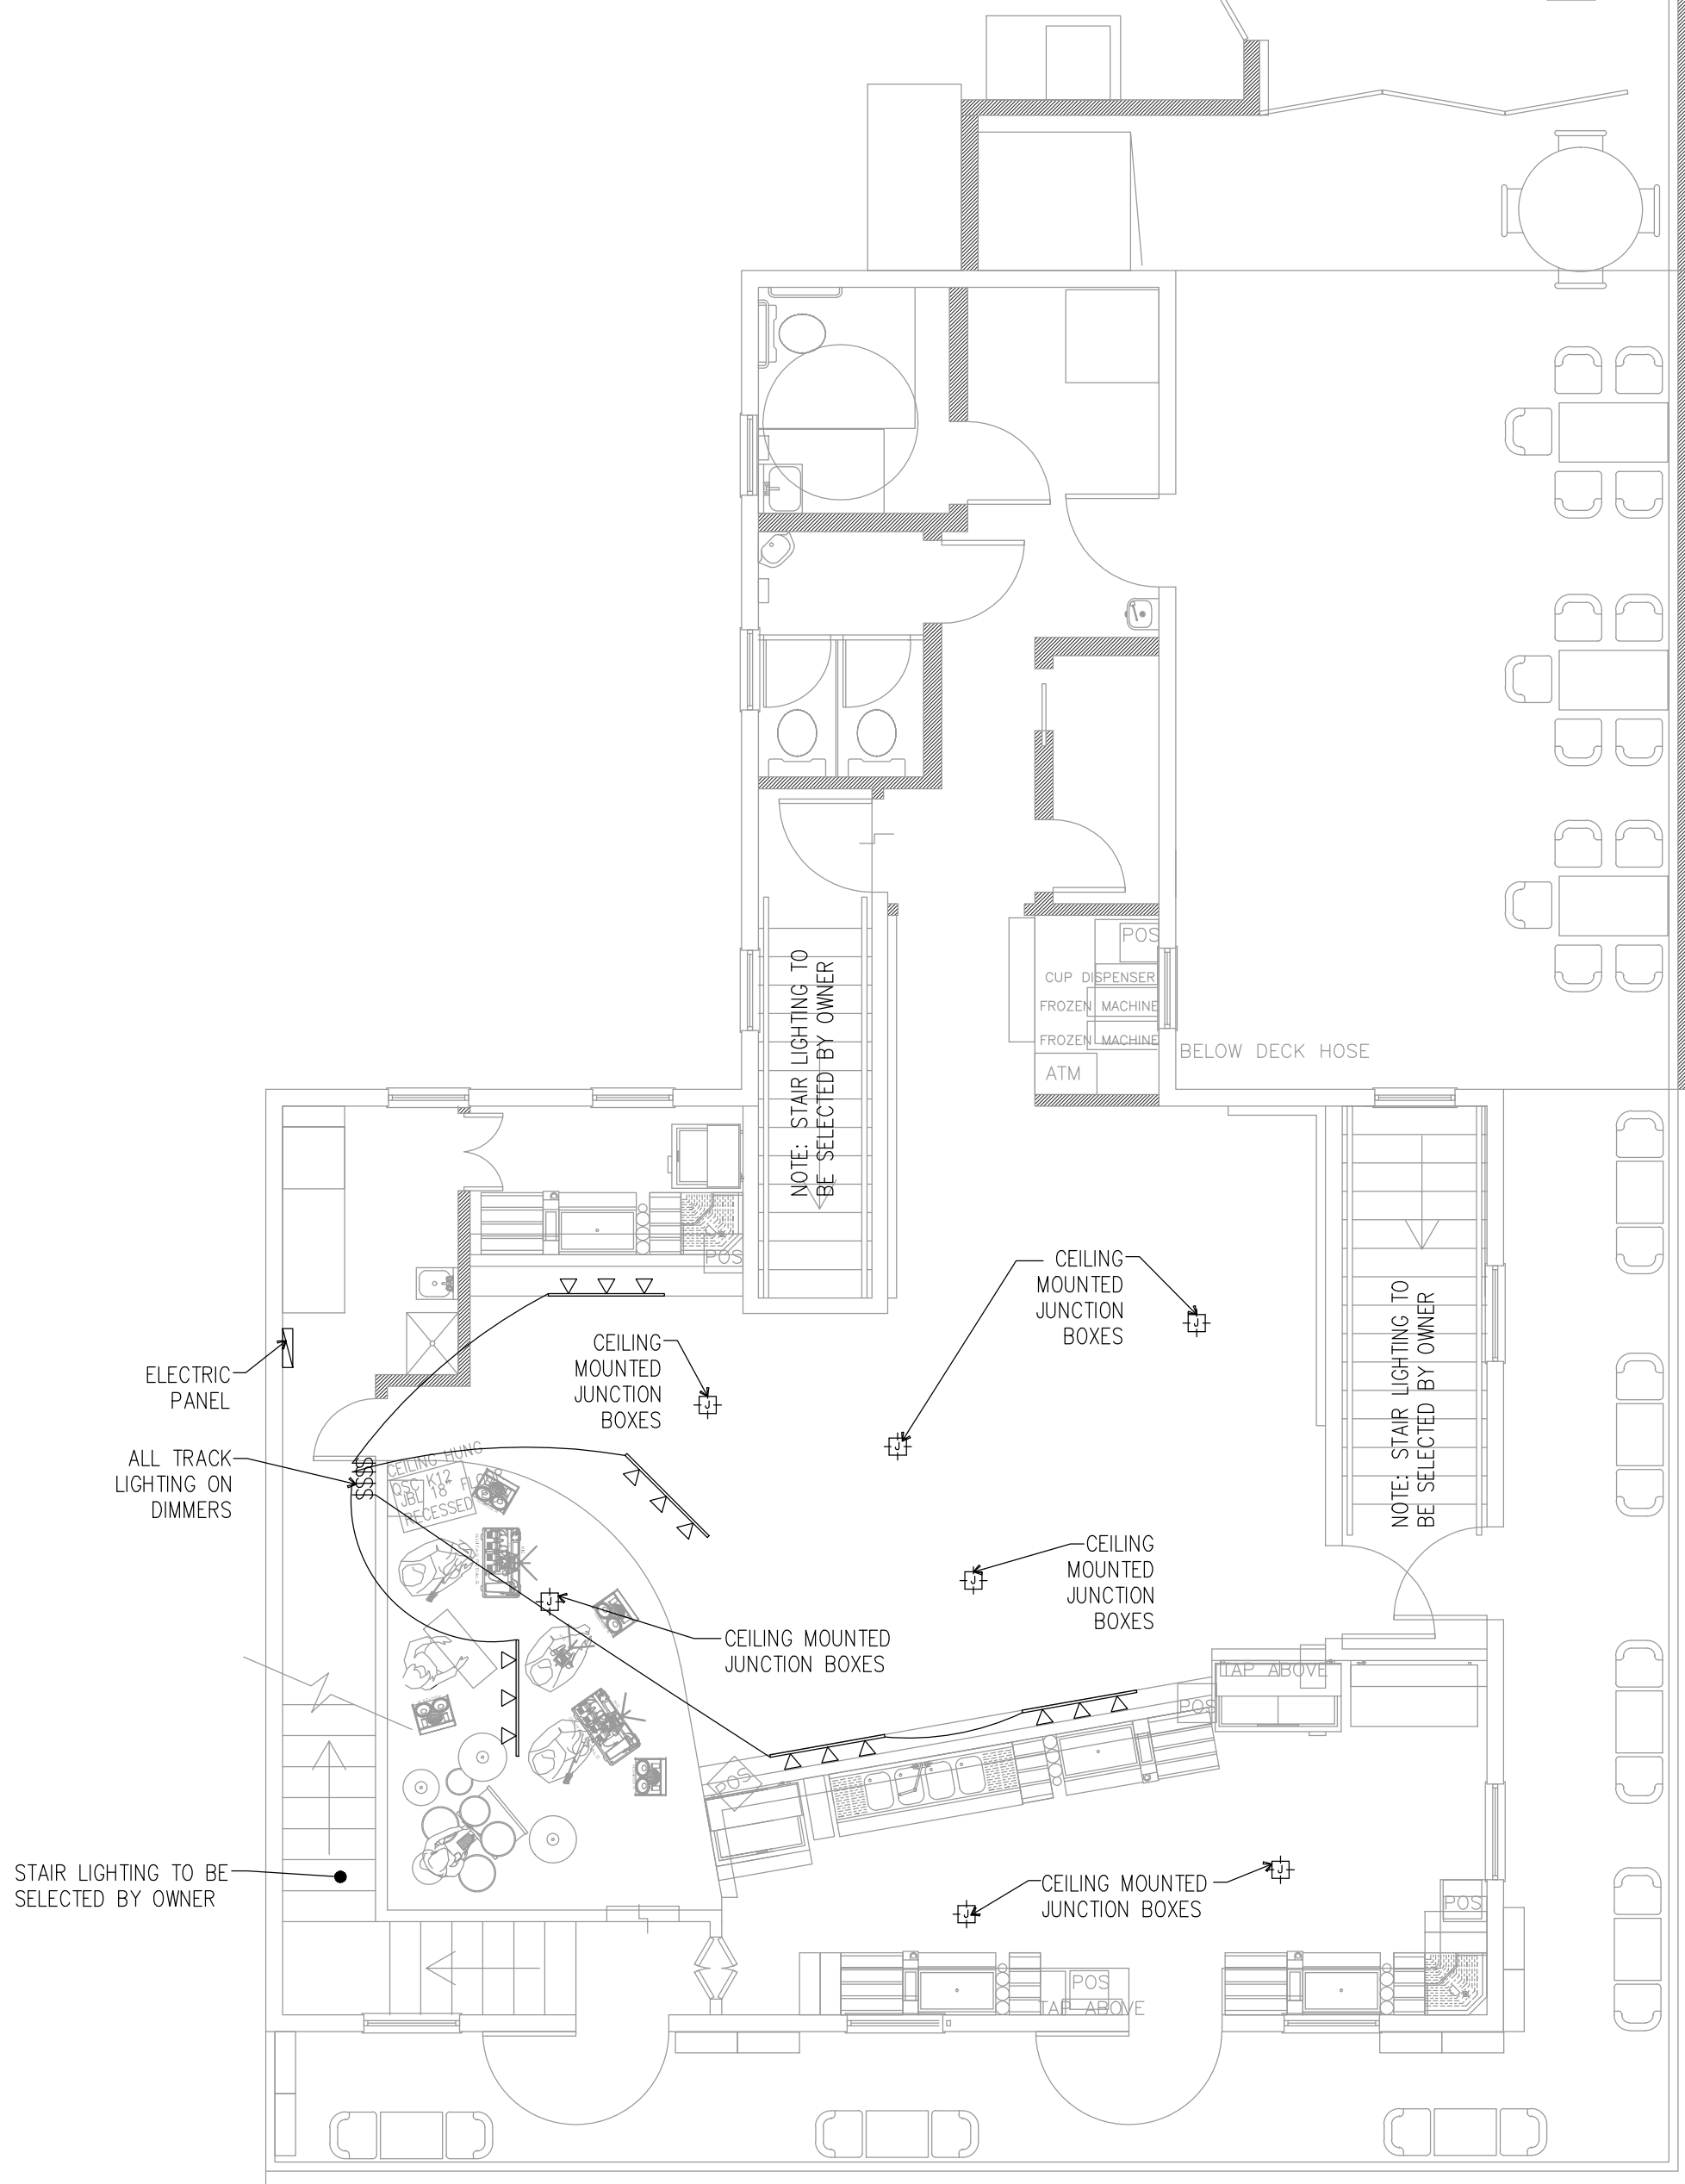 POS
CUP DISPENSER
FROZEN MACHINE
FROZEN MACHINE
ATM
BELOW DECK HOSE
NOTE: STAIR LIGHTING TO
BE SELECTED BY OWNER
POS
CEILING
MOUNTED
JUNCTION
BOXES
J
J
CEILING
MOUNTED
JUNCTION
BOXES
J
NOTE: STAIR LIGHTING TO
BE SELECTED BY OWNER
ELECTRIC
PANEL
ALL TRACK
LIGHTING ON
DIMMERS
SSSS
CEILING HUNG
QSC K12
JBL 18" FLOOR
RECESSED
CEILING
MOUNTED
JUNCTION
BOXES
J
J
CEILING MOUNTED
JUNCTION BOXES
TAP ABOVE
POS
POS
STAIR LIGHTING TO BE
SELECTED BY OWNER
CEILING MOUNTED
JUNCTION BOXES
J
J
POS
POS
TAP ABOVE